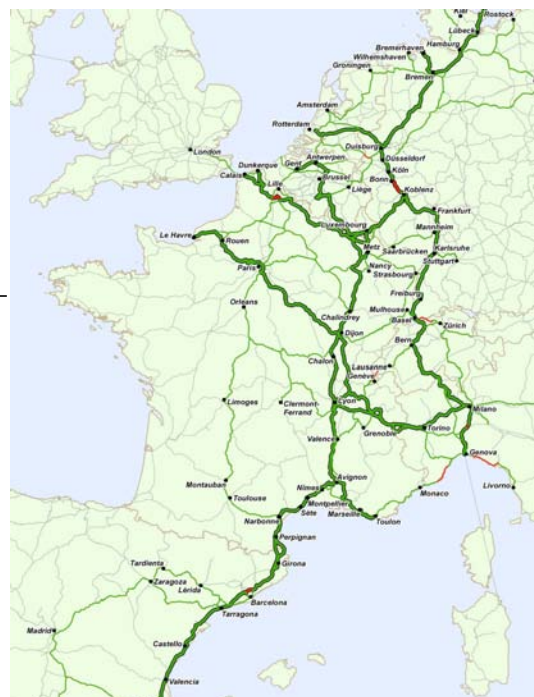 Kiel
Rostock
Lübeck
Hamburg
Bremerhaven
Wilhelmshaven
Groningen
Bremen
Amsterdam
Rotterdam
London
Duisburg
Antwerpen
Dunkerque
Gent
Düsseldorf
Köln
Calais
Brussel
Bonn
Lille
Liège
Koblenz
Frankfurt
Luxembourg
Mannheim
Le Havre
Rouen
Metz
Saarbrücken
Karlsruhe
Stuttgart
Paris
Nancy
Strasbourg
Freiburg
Orleans
Chalindrey
Mulhouse
Basel
Zürich
Dijon
Bern
Chalon
Lausanne
Genève
Limoges
Clermont-
Ferrand
Lyon
Milano
Torino
Grenoble
Valence
Genova
Avignon
Montauban
Nîmes
Monaco
Livorno
Toulouse
Montpellier
Sète
Marseille
Toulon
Narbonne
Perpignan
Girona
Tardienta
Zaragoza
Lérida
Barcelona
Tarragona
Madrid
Castello
Valencia